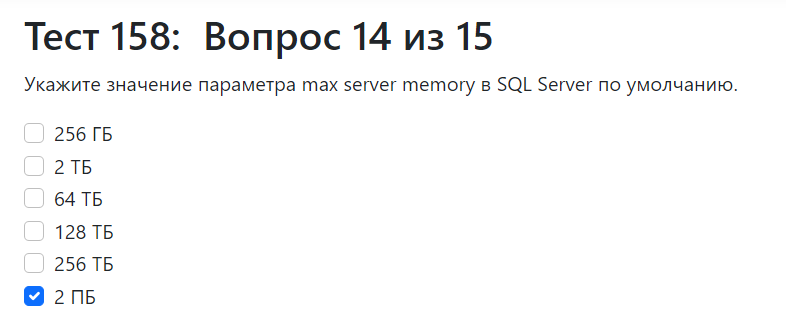 Тест 158: Вопрос 14 из 15
Укажите значение параметра max server memory в SQL Server по умолчанию.
256 ГБ
2 ТБ
64 ТБ
128 ТБ
256 ТБ
2 ПБ